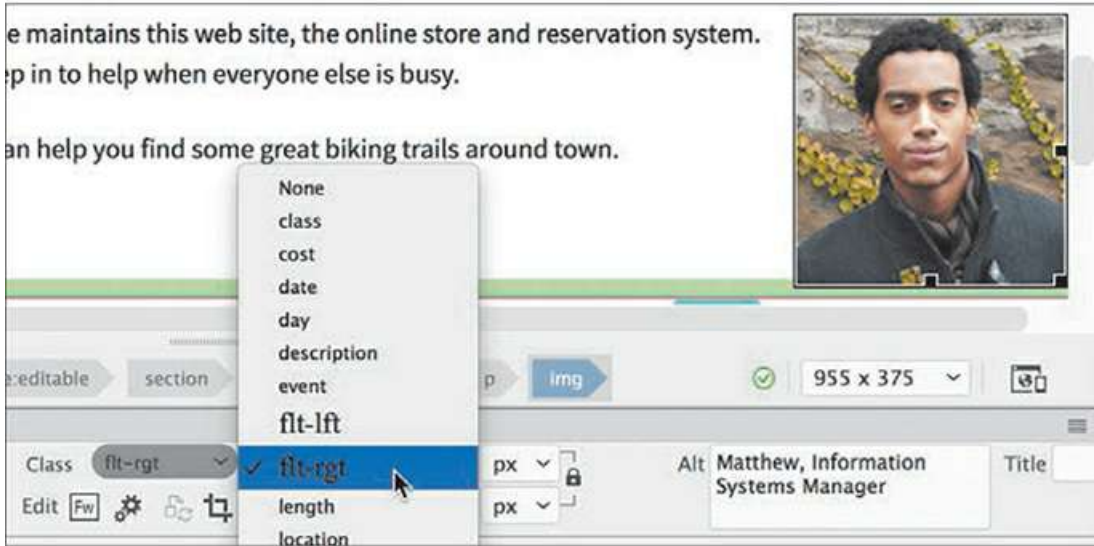 e maintains this web site, the online store and reservation system.
ep in to help when everyone else is busy.
an help you find some great biking trails around town.
None
class
cost
date
day
description
event
flt-lft
flt-rgt
length
location
e:editable section p img 955 x 375
Class flt-rgt px Alt Matthew, Information Title
Systems Manager
Edit Fw px